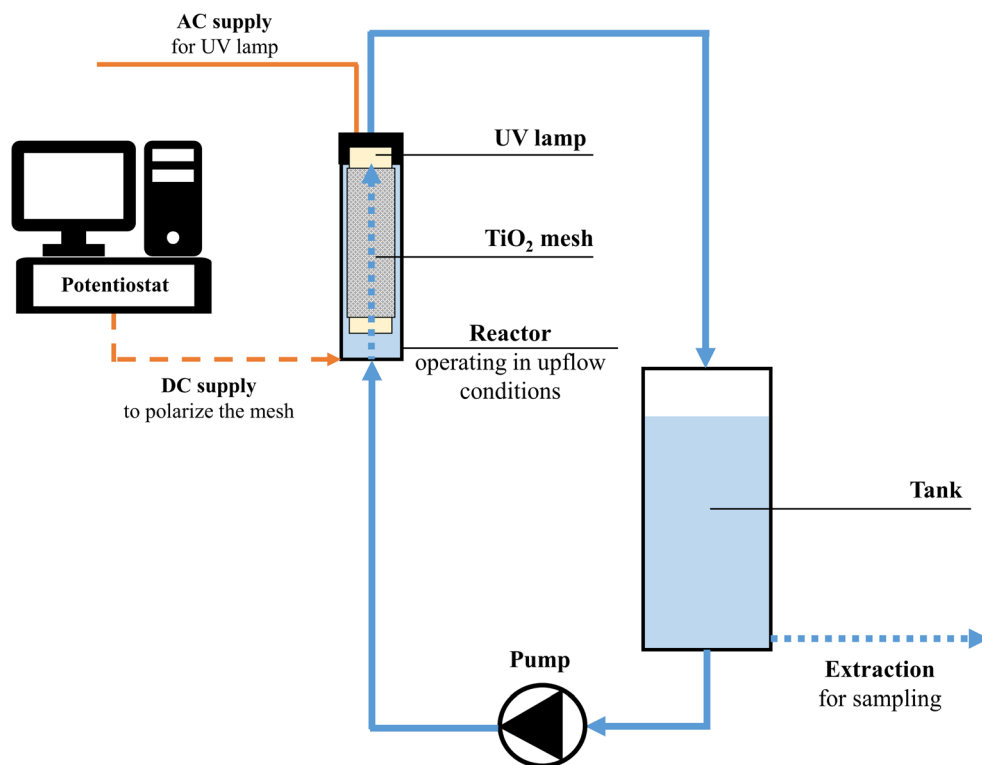 AC supply
for UV lamp
UV lamp
TiO₂ mesh
Potentiostat
Reactor
operating in upflow
conditions
DC supply
to polarize the mesh
Tank
Pump
Extraction
for sampling